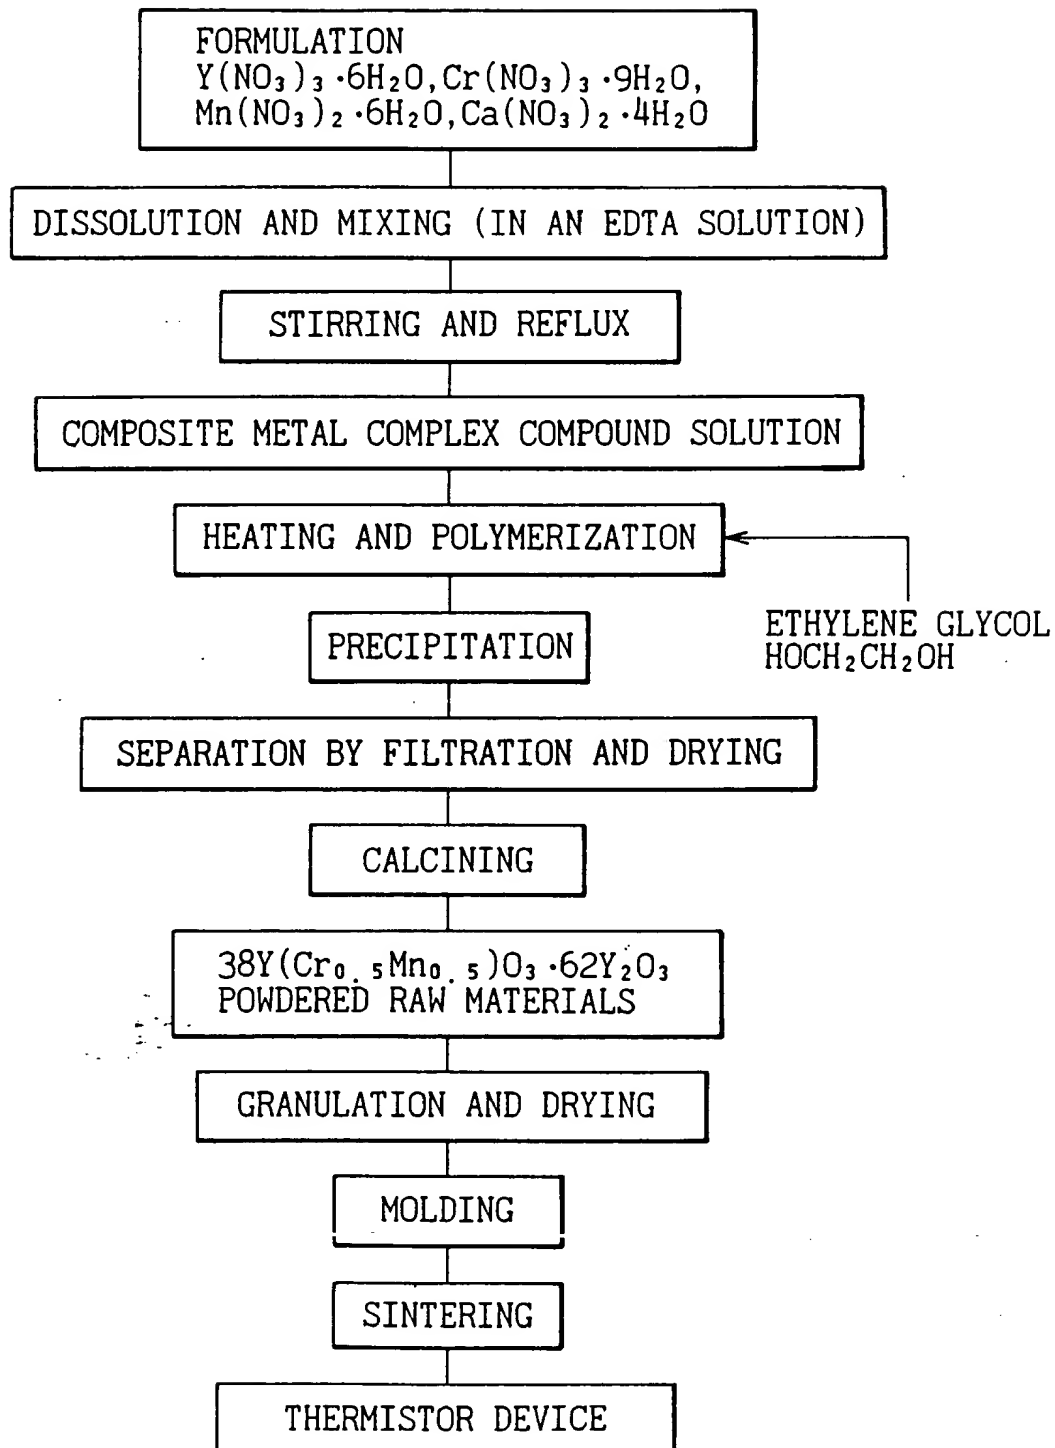 FORMULATION
Y(NO₃)₃·6H₂O,Cr(NO₃)₃·9H₂O,
Mn(NO₃)₂·6H₂O,Ca(NO₃)₂·4H₂O
DISSOLUTION AND MIXING (IN AN EDTA SOLUTION)
STIRRING AND REFLUX
COMPOSITE METAL COMPLEX COMPOUND SOLUTION
HEATING AND POLYMERIZATION
ETHYLENE GLYCOL
HOCH₂CH₂OH
PRECIPITATION
SEPARATION BY FILTRATION AND DRYING
CALCINING
38Y(Cr₀.₅Mn₀.₅)O₃·62Y₂O₃
POWDERED RAW MATERIALS
GRANULATION AND DRYING
MOLDING
SINTERING
THERMISTOR DEVICE